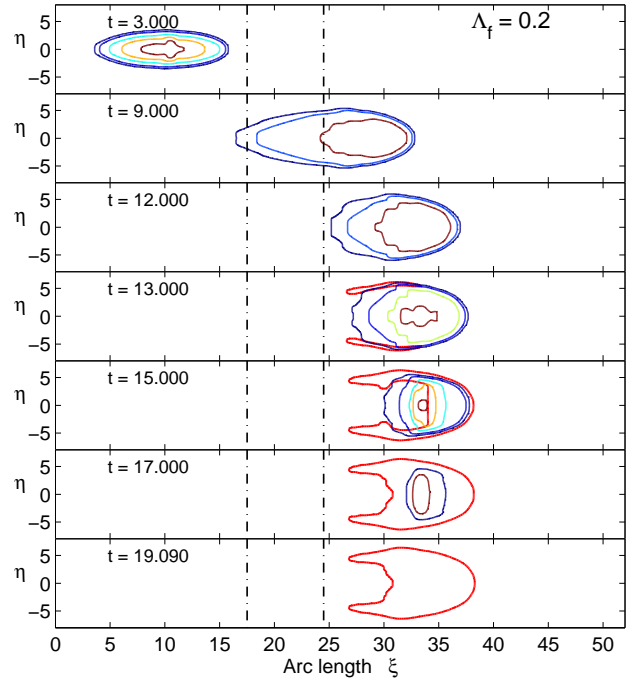 Λf = 0.2
η 5 0 −5 t = 3.000
η 5 0 −5 t = 9.000
η 5 0 −5 t = 12.000
η 5 0 −5 t = 13.000
η 5 0 −5 t = 15.000
η 5 0 −5 t = 17.000
η 5 0 −5 t = 19.090
0 5 10 15 20 25 30 35 40 45 50
Arc length ξ